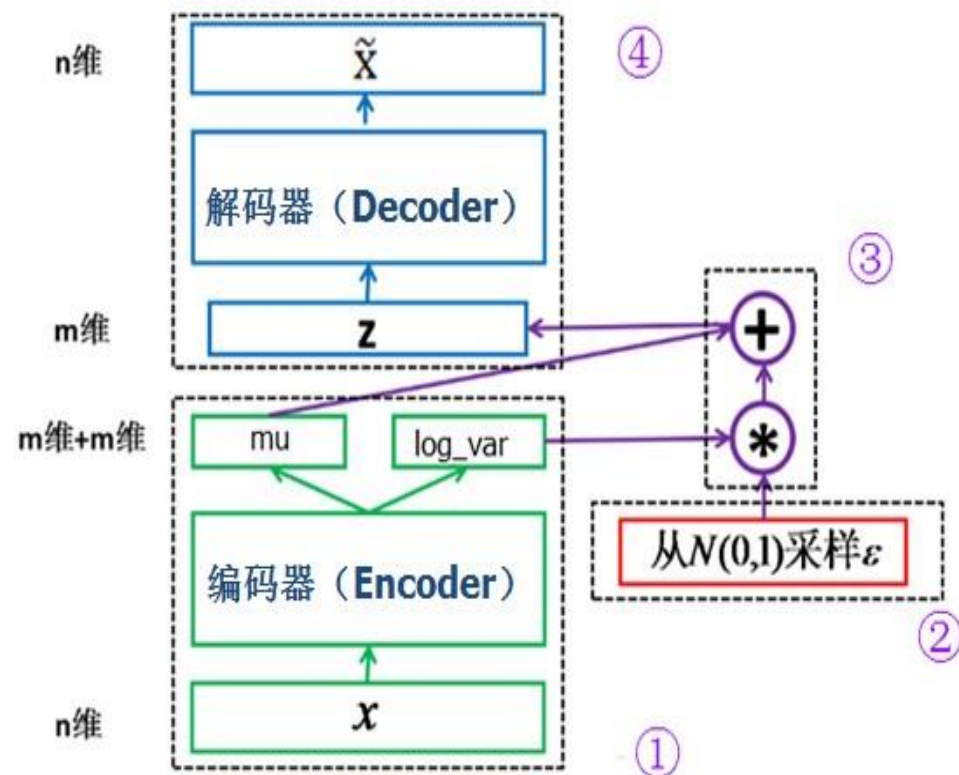 n维
X̃
④
解码器（Decoder）
③
m维
z
+
m维+m维
mu
log_var
*
从N(0,1)采样ε
编码器（Encoder）
②
n维
x
①